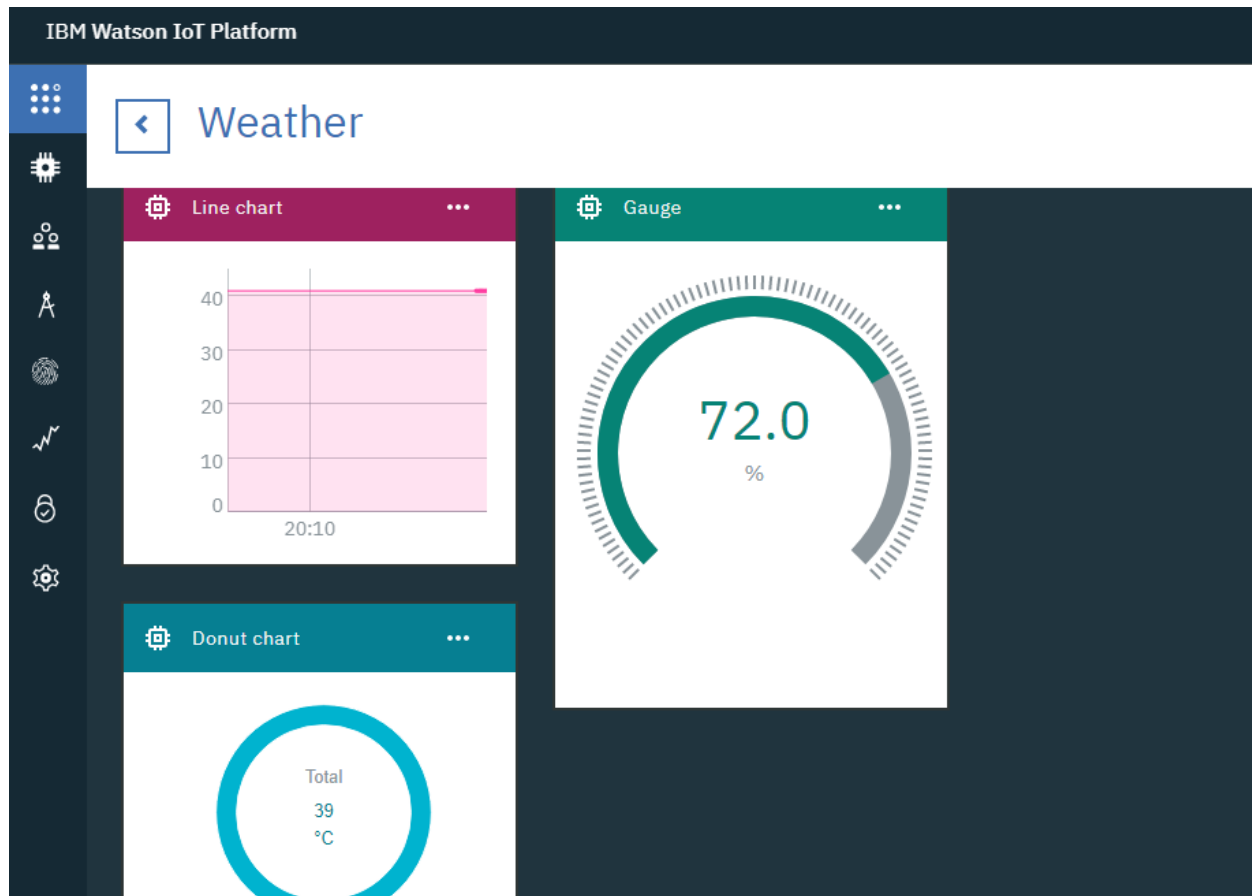 IBM Watson IoT Platform
Weather
Line chart
40
30
20
10
0
20:10
Gauge
72.0
%
Donut chart
Total
39
°C